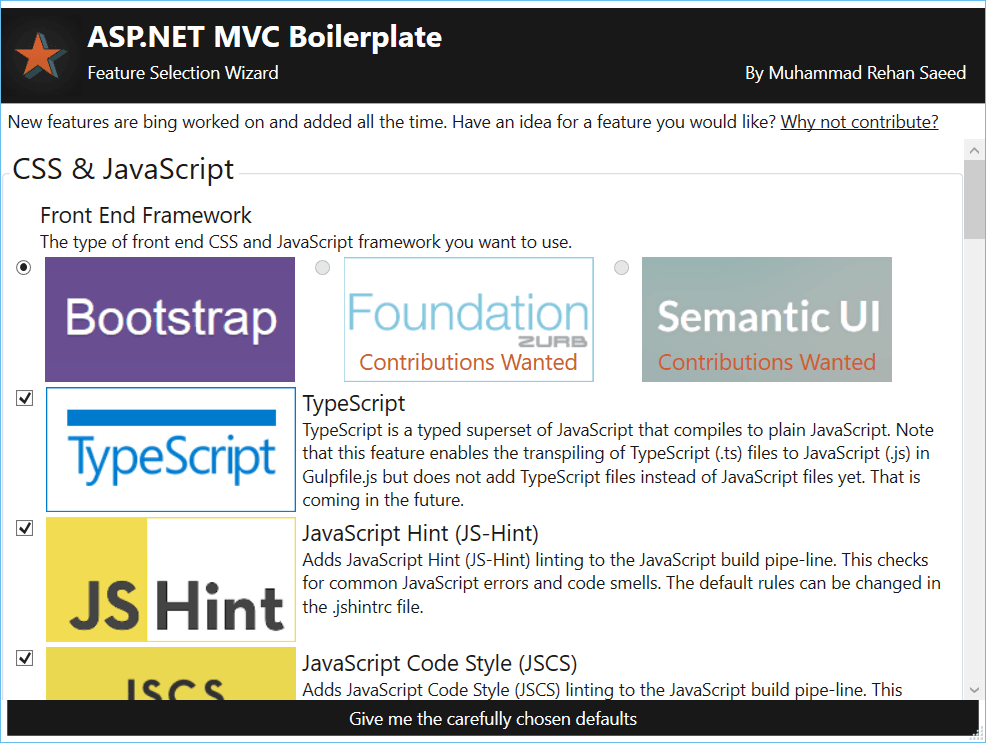 ASP.NET MVC Boilerplate
Feature Selection Wizard
By Muhammad Rehan Saeed
New features are bing worked on and added all the time. Have an idea for a feature you would like? Why not contribute?
CSS & JavaScript
Front End Framework
The type of front end CSS and JavaScript framework you want to use.
Bootstrap
Foundation
ZURB
Contributions Wanted
Semantic UI
Contributions Wanted
TypeScript
TypeScript
TypeScript is a typed superset of JavaScript that compiles to plain JavaScript. Note
that this feature enables the transpiling of TypeScript (.ts) files to JavaScript (.js) in
Gulpfile.js but does not add TypeScript files instead of JavaScript files yet. That is
coming in the future.
JS Hint
JavaScript Hint (JS-Hint)
Adds JavaScript Hint (JS-Hint) linting to the JavaScript build pipe-line. This checks
for common JavaScript errors and code smells. The default rules can be changed in
the .jshintrc file.
JSCS
JavaScript Code Style (JSCS)
Adds JavaScript Code Style (JSCS) linting to the JavaScript build pipe-line. This
Give me the carefully chosen defaults